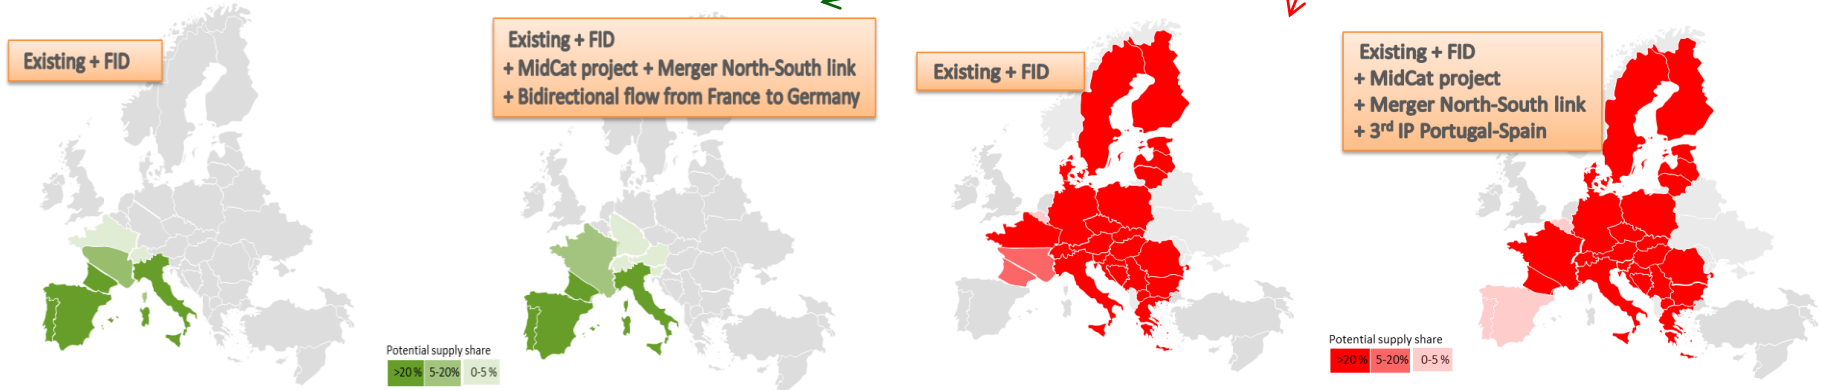 Existing + FID
Existing + FID
+ MidCat project + Merger North-South link
+ Bidirectional flow from France to Germany
Potential supply share
>20 % 5-20% 0-5 %
Existing + FID
Existing + FID
+ MidCat project
+ Merger North-South link
+ 3rd IP Portugal-Spain
Potential supply share
>20 % 5-20% 0-5 %